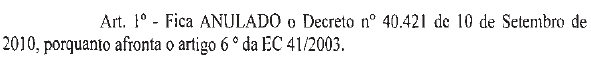 Art. 1º - Fica ANULADO o Decreto nº 40.421 de 10 de Setembro de
2010, porquanto afronta o artigo 6 º da EC 41/2003.